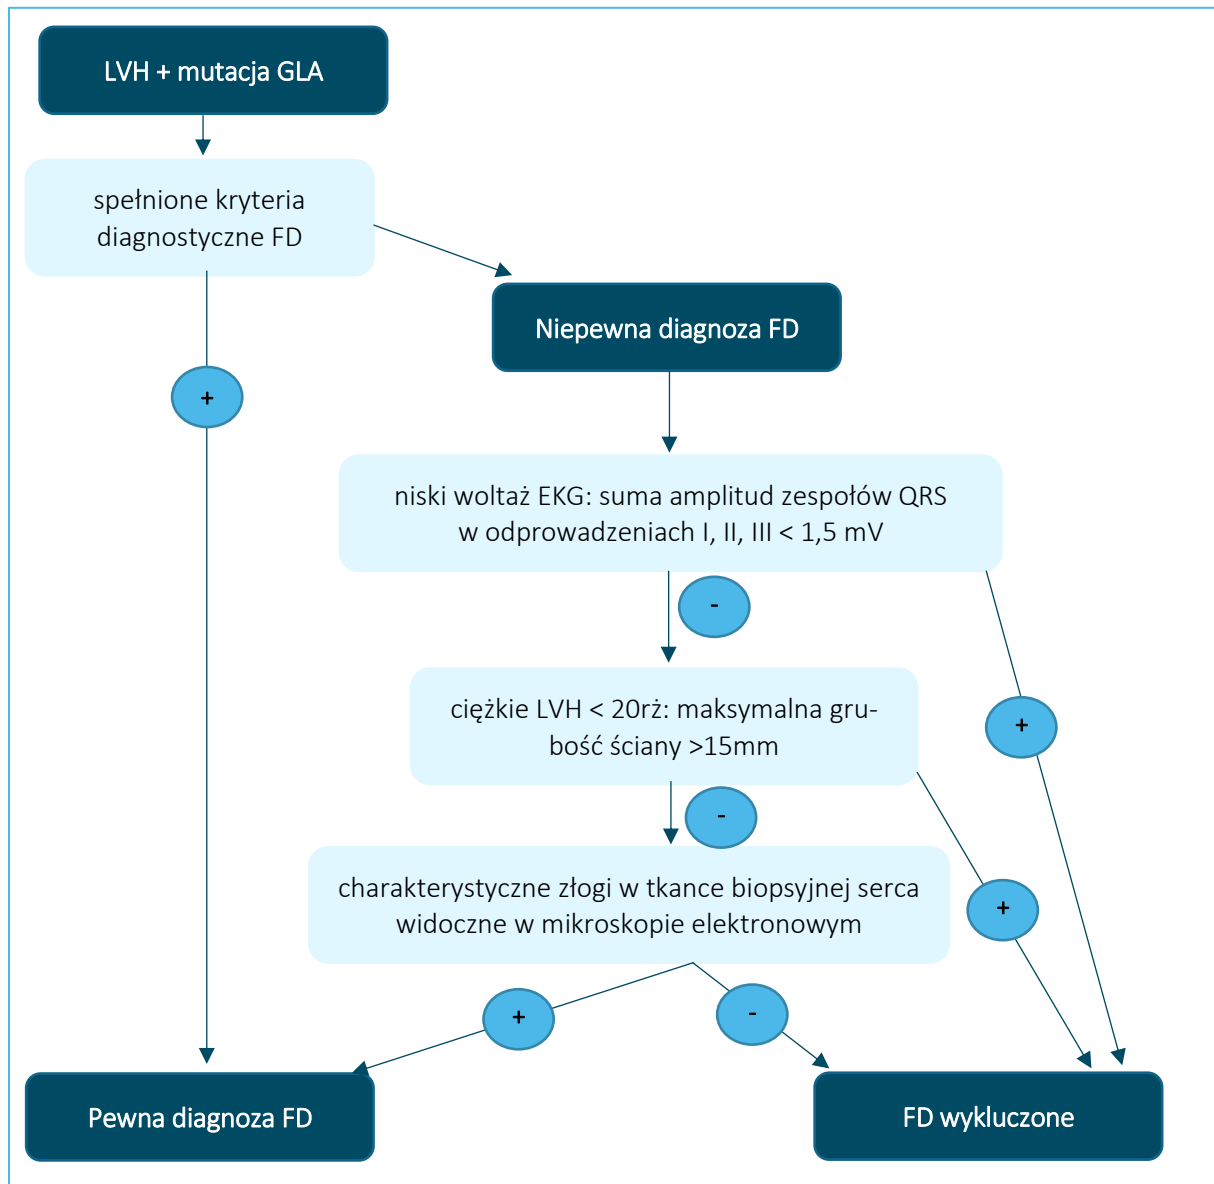 LVH + mutacja GLA
spełnione kryteria
diagnostyczne FD
Niepewna diagnoza FD
+
niski woltaż EKG: suma amplitud zespołów QRS
w odprowadzeniach I, II, III < 1,5 mV
-
ciężkie LVH < 20rż: maksymalna gru-
bość ściany >15mm
+
-
charakterystyczne złogi w tkance biopsyjnej serca
widoczne w mikroskopie elektronowym
+
+
-
Pewna diagnoza FD
FD wykluczone